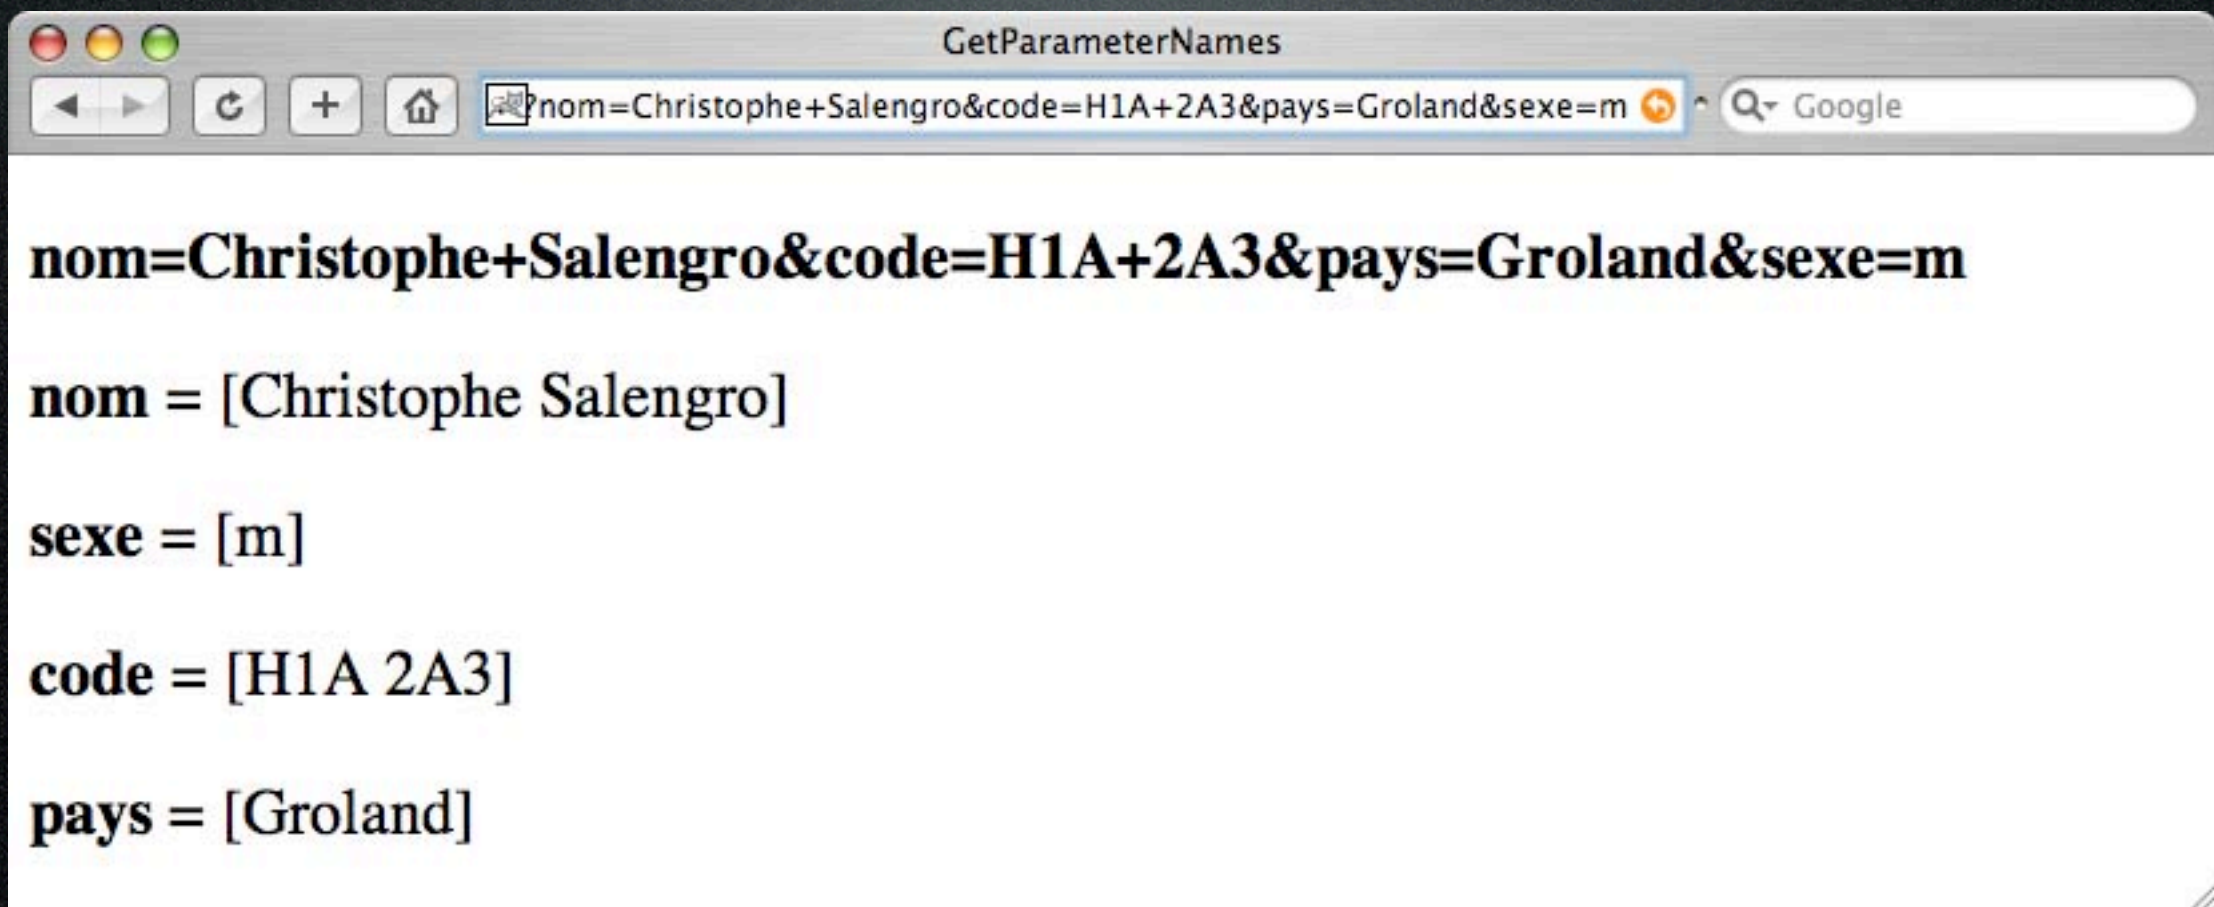 GetParameterNames
?nom=Christophe+Salengro&code=H1A+2A3&pays=Groland&sexe=m
Google
nom=Christophe+Salengro&code=H1A+2A3&pays=Groland&sexe=m
nom = [Christophe Salengro]
sexe = [m]
code = [H1A 2A3]
pays = [Groland]